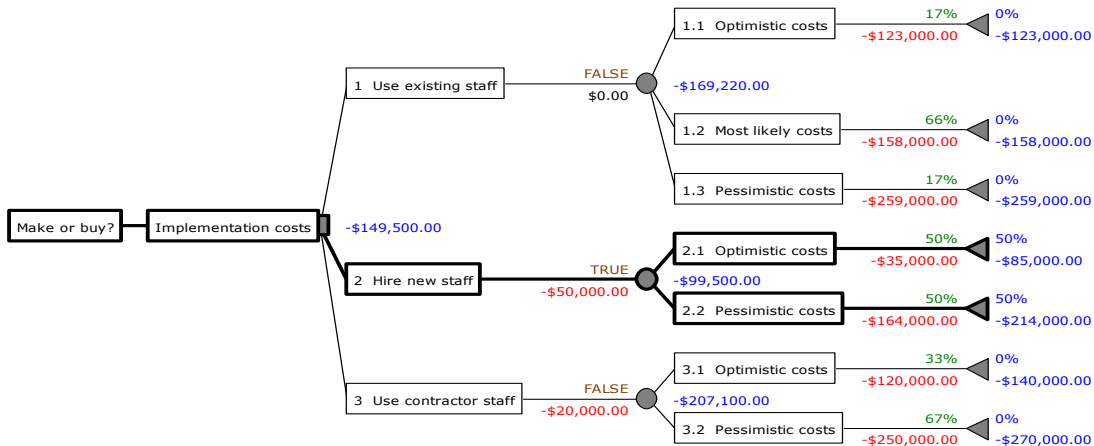 Make or buy?
Implementation costs
-$149,500.00
1 Use existing staff
FALSE
$0.00
-$169,220.00
1.1 Optimistic costs
17%
-$123,000.00
0%
-$123,000.00
1.2 Most likely costs
66%
-$158,000.00
0%
-$158,000.00
1.3 Pessimistic costs
17%
-$259,000.00
0%
-$259,000.00
2 Hire new staff
TRUE
-$50,000.00
-$99,500.00
2.1 Optimistic costs
50%
-$35,000.00
50%
-$85,000.00
2.2 Pessimistic costs
50%
-$164,000.00
50%
-$214,000.00
3 Use contractor staff
FALSE
-$20,000.00
-$207,100.00
3.1 Optimistic costs
33%
-$120,000.00
0%
-$140,000.00
3.2 Pessimistic costs
67%
-$250,000.00
0%
-$270,000.00